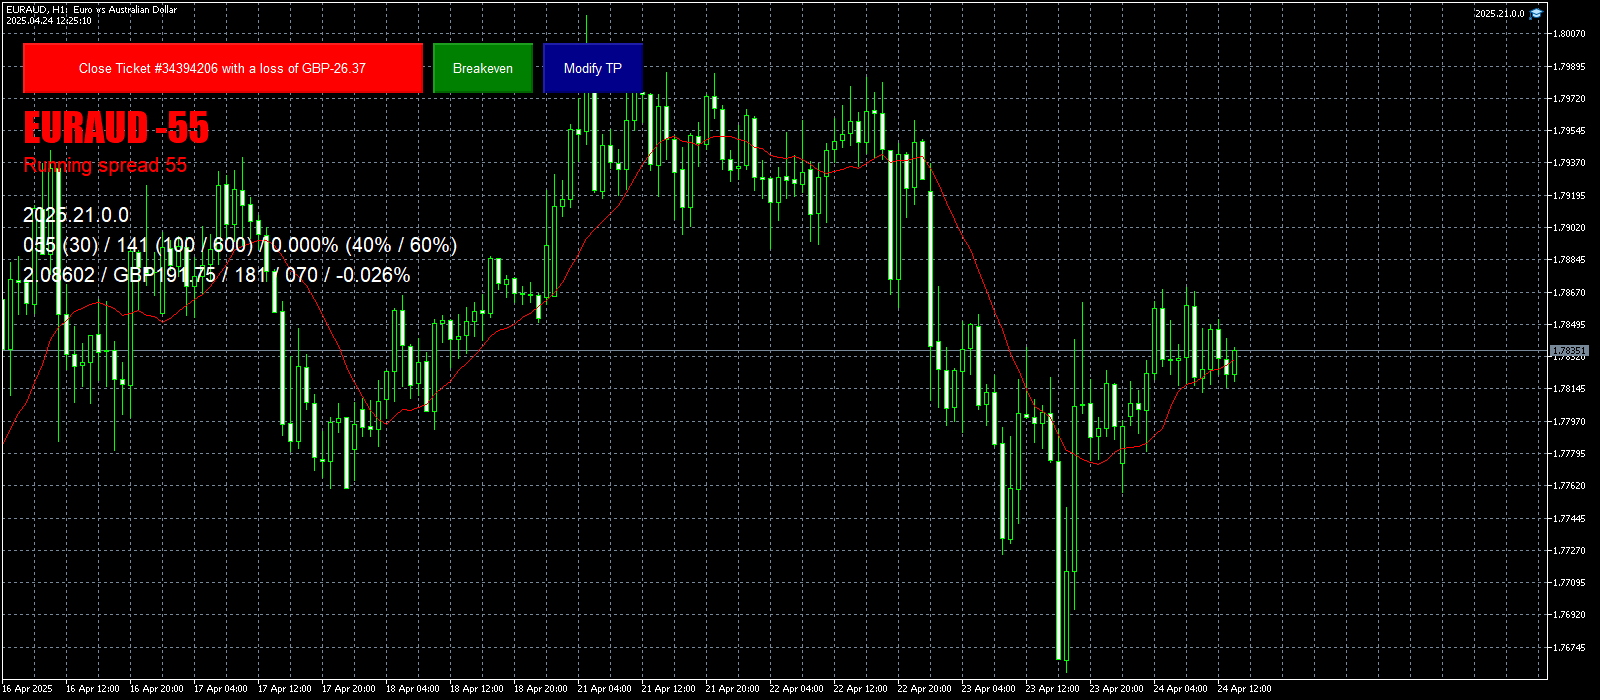 EURAUD, H1: Euro vs Australian Dollar
2025.04.24 12:25:10
2025.21.0.0
Close Ticket #34394206 with a loss of GBP-26.37
Breakeven
Modify TP
EURAUD -55
Running spread 55
2025.21.0.0
055 (30) / 141 (100 / 600) / 0.000% (40% / 60%)
2.08602 / GBP191.75 / 181 / 070 / -0.026%
1.80070
1.79895
1.79720
1.79545
1.79370
1.79195
1.79020
1.78845
1.78670
1.78495
1.78351
1.78320
1.78145
1.77970
1.77795
1.77620
1.77445
1.77270
1.77095
1.76920
1.76745
16 Apr 2025 16 Apr 12:00 16 Apr 20:00 17 Apr 04:00 17 Apr 12:00 17 Apr 20:00 18 Apr 04:00 18 Apr 12:00 18 Apr 20:00 21 Apr 04:00 21 Apr 12:00 21 Apr 20:00 22 Apr 04:00 22 Apr 12:00 22 Apr 20:00 23 Apr 04:00 23 Apr 12:00 23 Apr 20:00 24 Apr 04:00 24 Apr 12:00